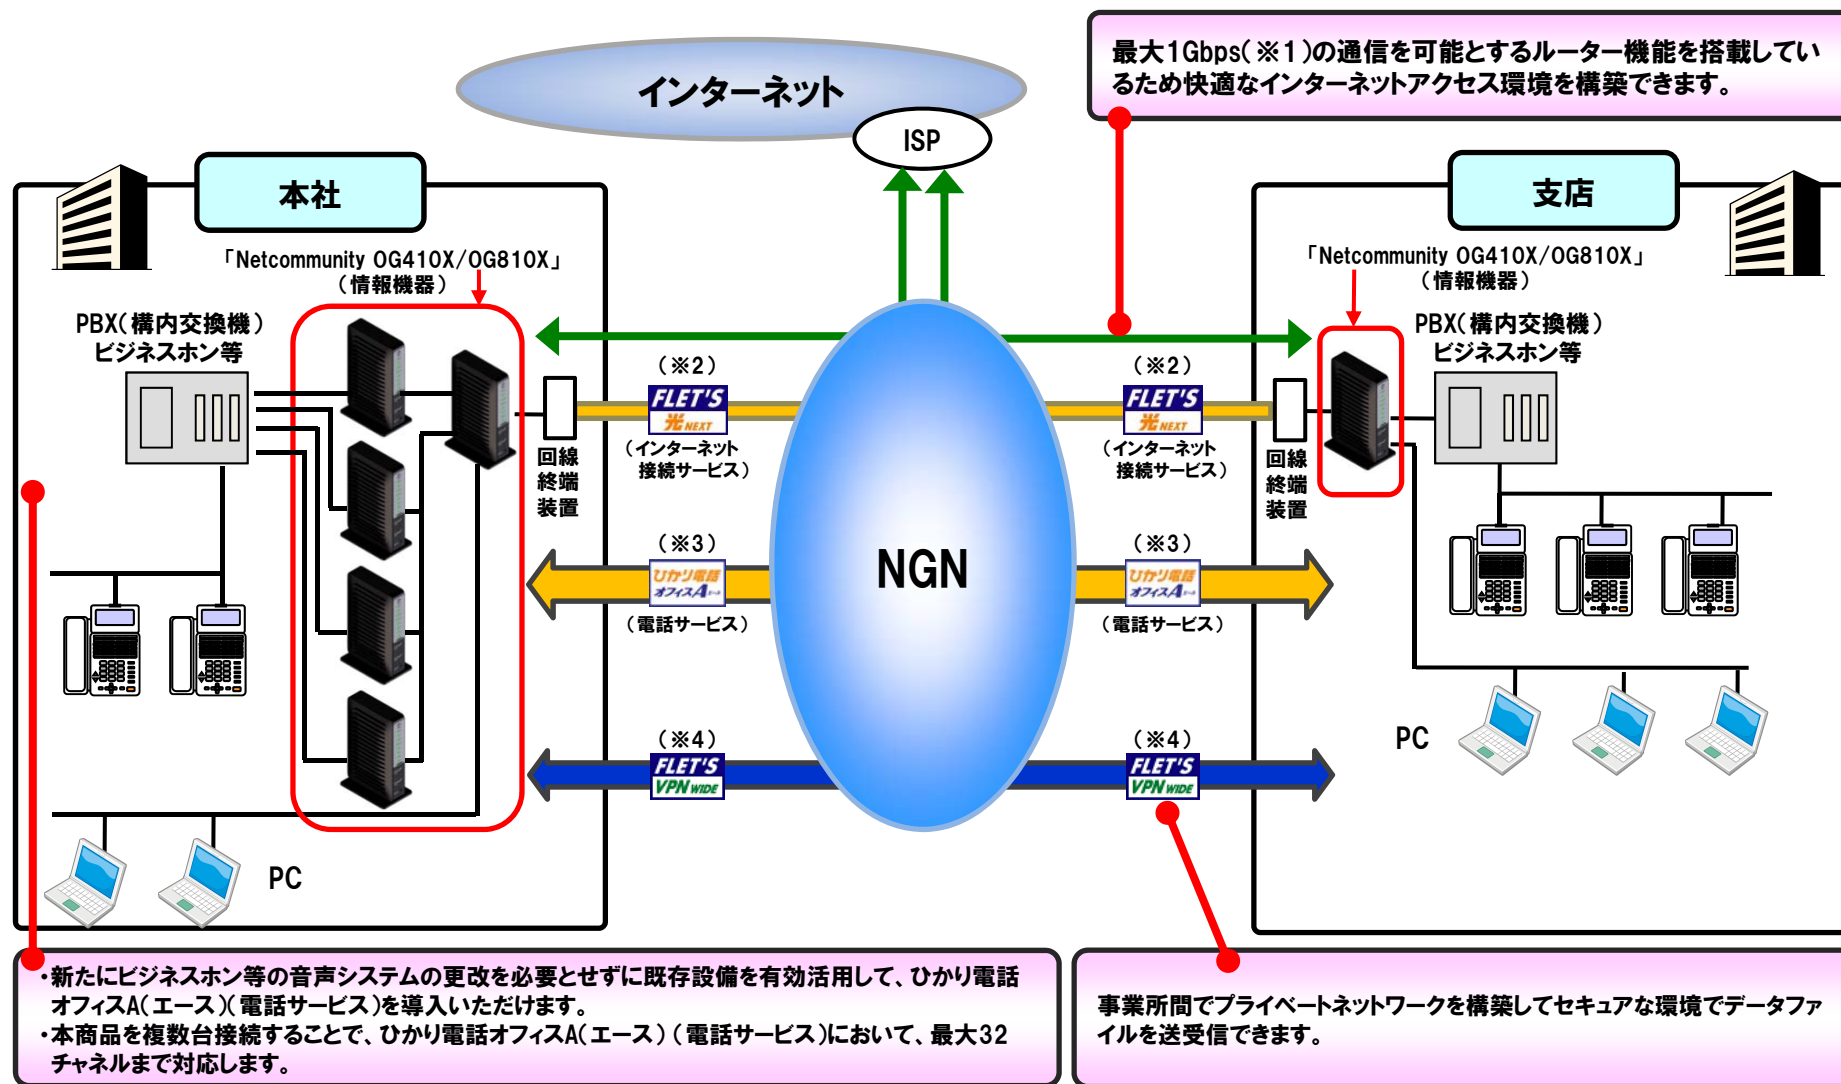 最大1Gbps(※1)の通信を可能とするルーター機能を搭載してい
るため快適なインターネットアクセス環境を構築できます。
インターネット
ISP
本社
「Netcommunity OG410X/OG810X」
(情報機器)
PBX(構内交換機)
ビジネスホン等
回線
終端
装置
PC
(※2)
FLET'S
光 NEXT
(インターネット
接続サービス)
(※3)
ひかり電話
オフィスA
(電話サービス)
(※4)
FLET'S
VPN WIDE
NGN
(※2)
FLET'S
光 NEXT
(インターネット
接続サービス)
(※3)
ひかり電話
オフィスA
(電話サービス)
(※4)
FLET'S
VPN WIDE
支店
「Netcommunity OG410X/OG810X」
(情報機器)
PBX(構内交換機)
ビジネスホン等
回線
終端
装置
PC
・新たにビジネスホン等の音声システムの更改を必要とせずに既存設備を有効活用して、ひかり電話
オフィスA(エース)(電話サービス)を導入いただけます。
・本商品を複数台接続することで、ひかり電話オフィスA(エース)(電話サービス)において、最大32
チャネルまで対応します。
事業所間でプライベートネットワークを構築してセキュアな環境でデータファ
イルを送受信できます。